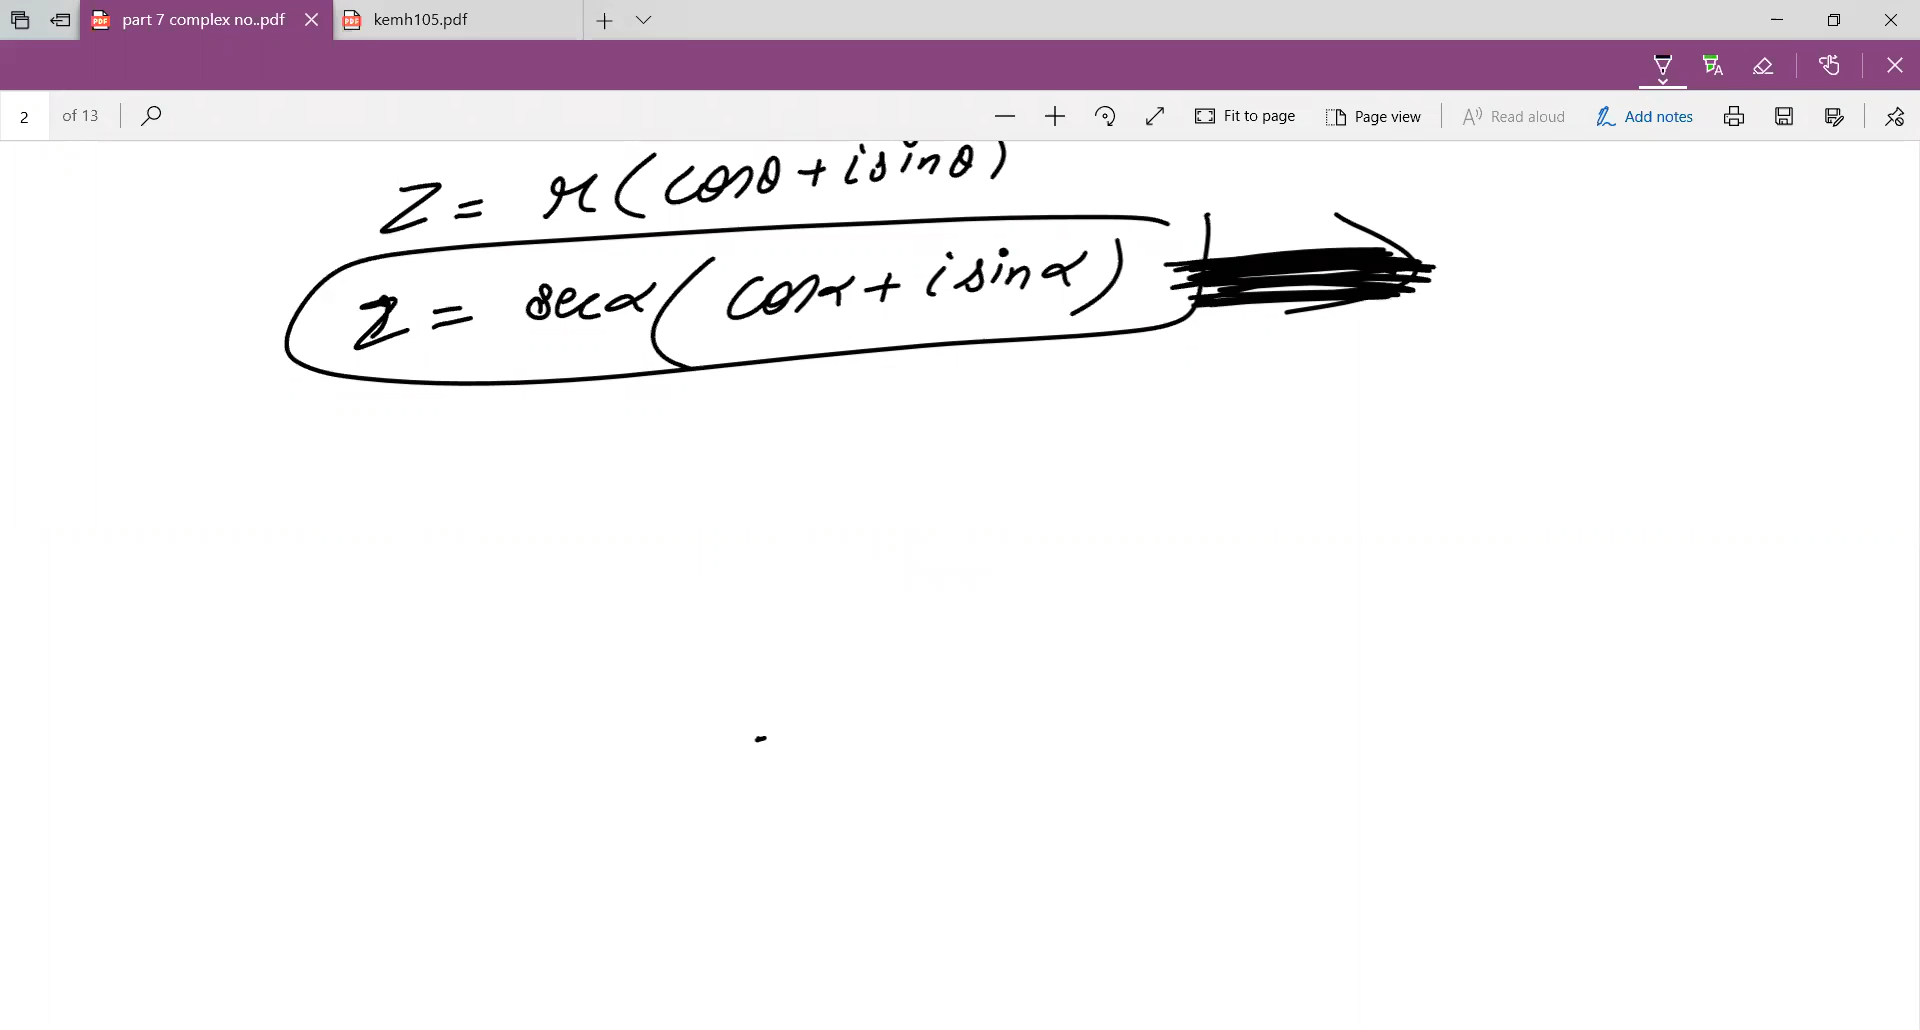 part 7 complex no..pdf
kemh105.pdf
2 of 13
Fit to page
Page view
Read aloud
Add notes
z = r(cosθ + i sinθ)
z = secα (cosα + i sinα)